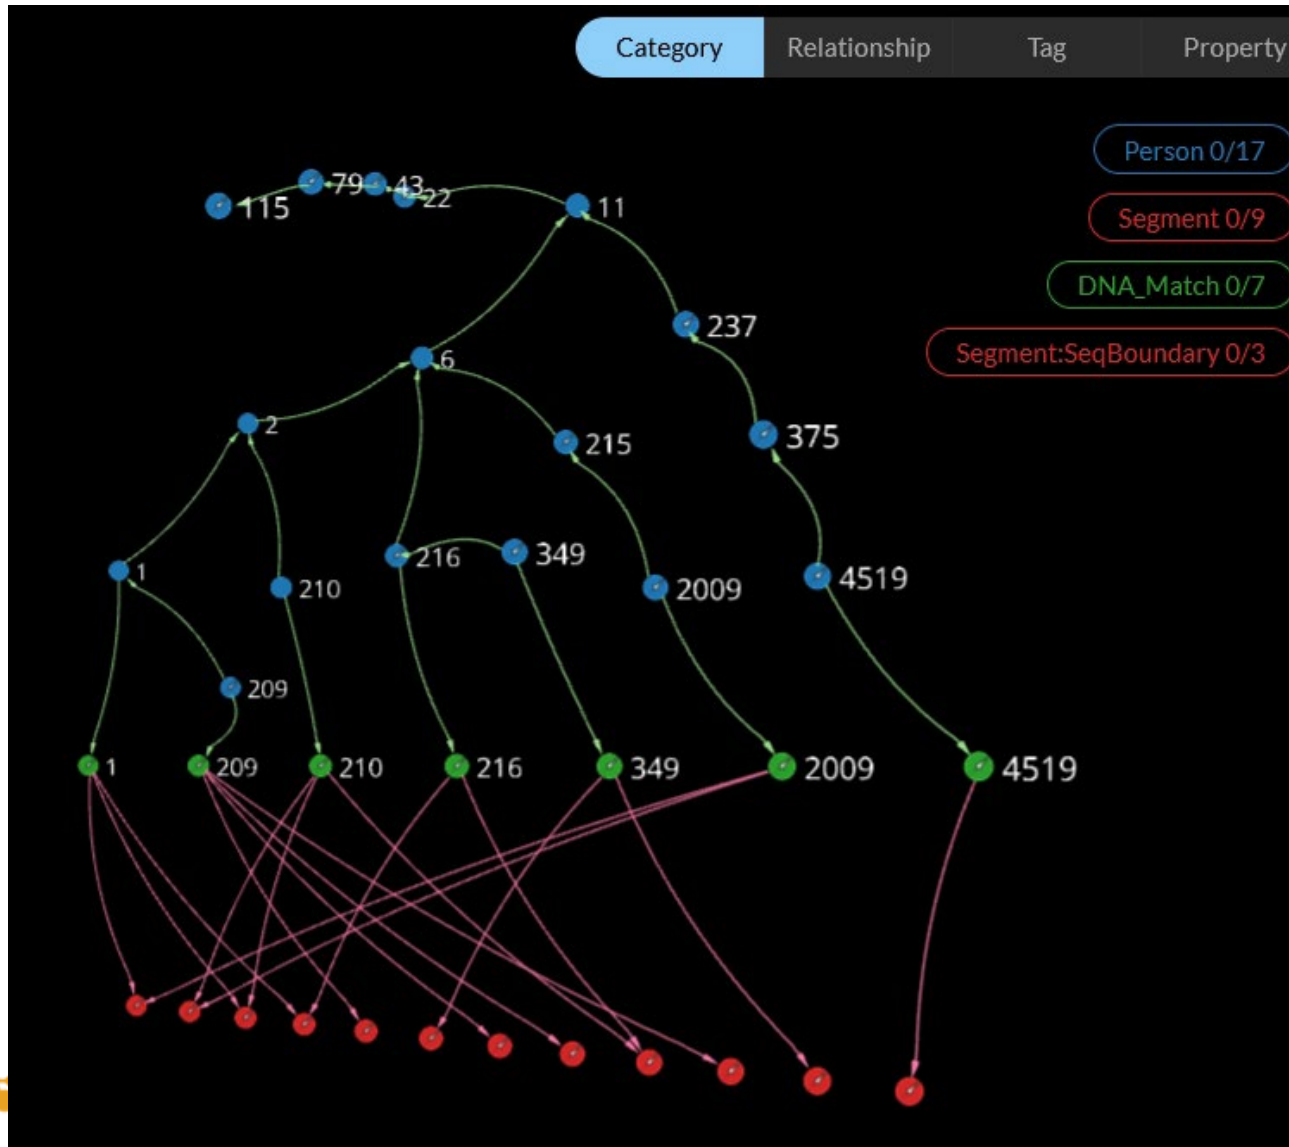 Category Relationship Tag Property
Person 0/17
Segment 0/9
DNA_Match 0/7
Segment:SeqBoundary 0/3
79 43
115 22 11
237
6
2 215 375
216 349 4519
1 210 2009
209
1 209 210 216 349 2009 4519